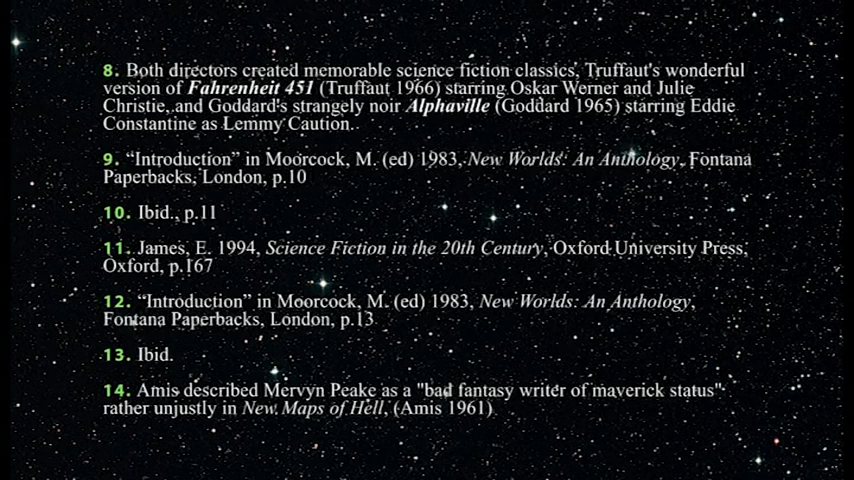 8. Both directors created memorable science fiction classics, Truffaut's wonderful
version of Fahrenheit 451 (Truffaut 1966) starring Oskar Werner and Julie
Christie, and Goddard's strangely noir Alphaville (Goddard 1965) starring Eddie
Constantine as Lemmy Caution.
9. “Introduction” in Moorcock, M. (ed) 1983, New Worlds: An Anthology, Fontana
Paperbacks, London, p.10
10. Ibid., p.11
11. James, E. 1994, Science Fiction in the 20th Century, Oxford University Press,
Oxford, p.167
12. “Introduction” in Moorcock, M. (ed) 1983, New Worlds: An Anthology,
Fontana Paperbacks, London, p.13
13. Ibid.
14. Amis described Mervyn Peake as a "bad fantasy writer of maverick status"
rather unjustly in New Maps of Hell, (Amis 1961)